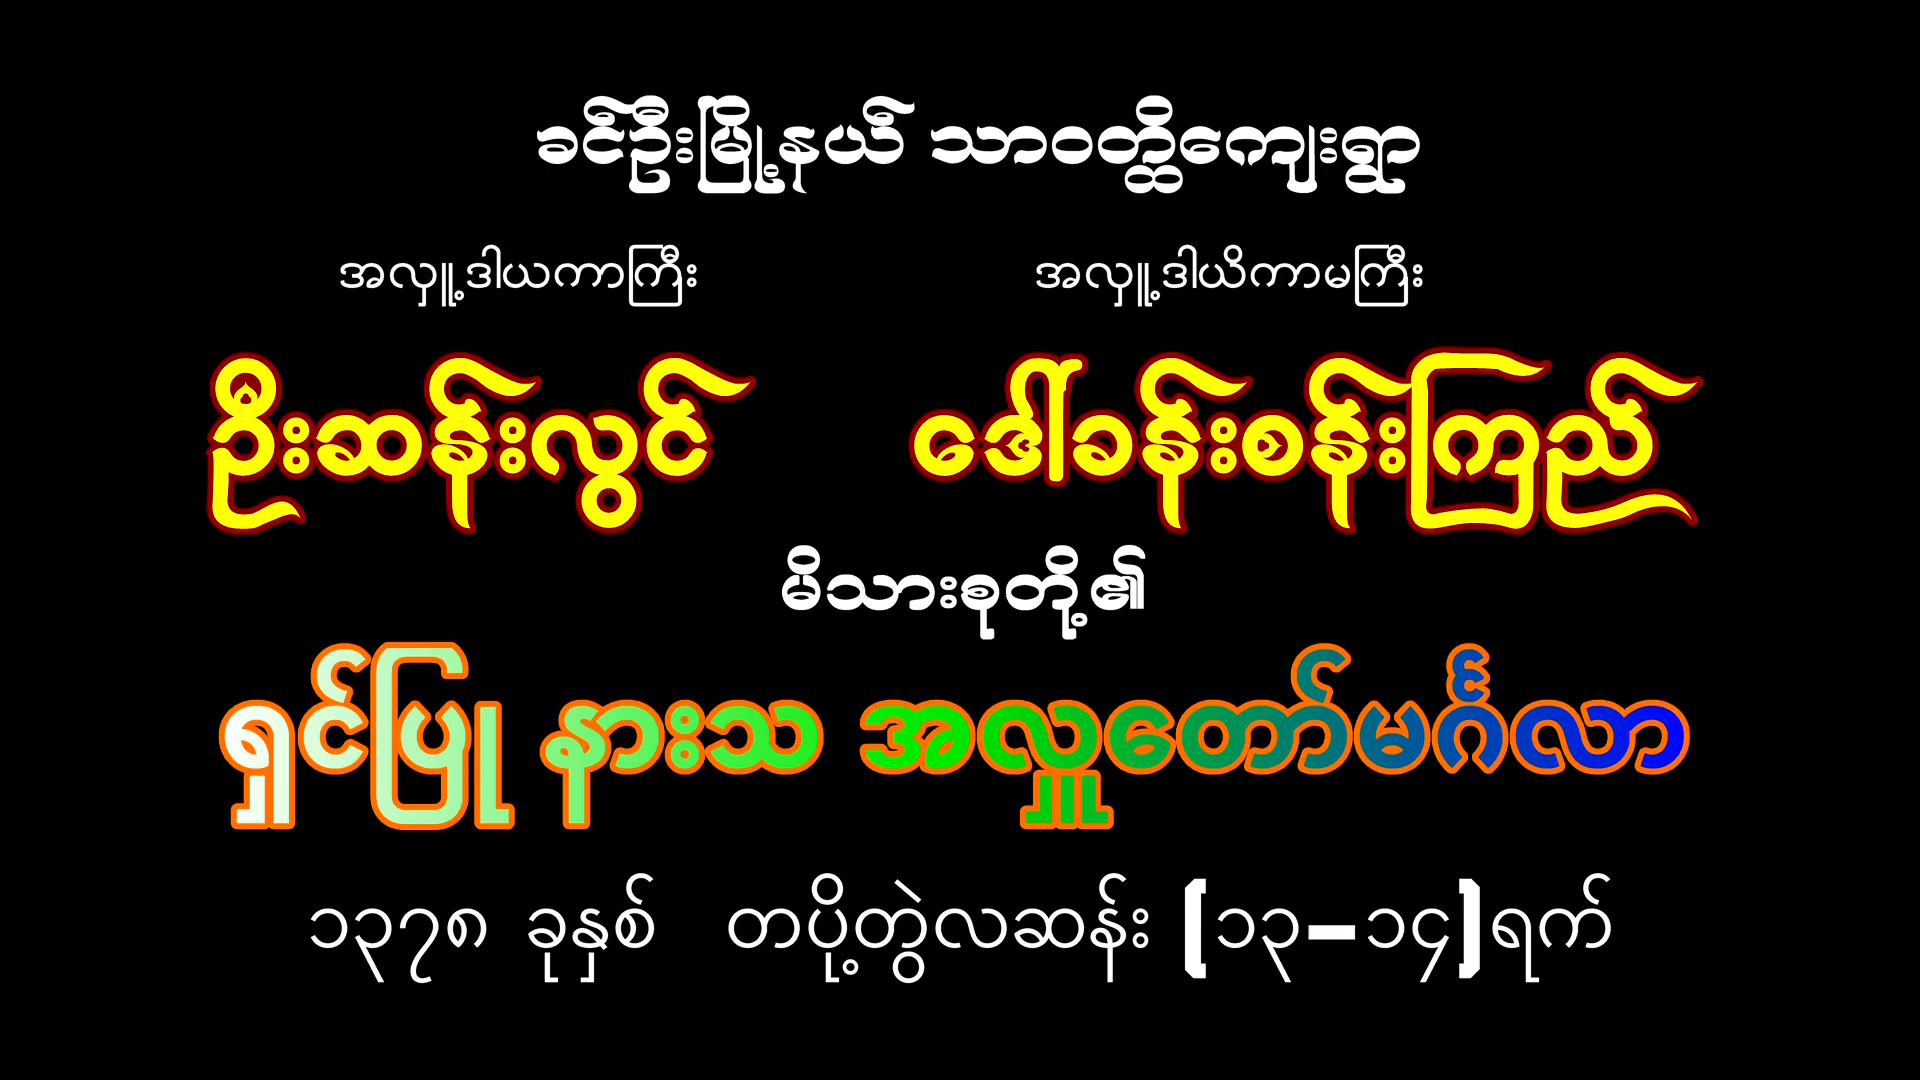 ခင်ဦးမြို့နယ် သာဝတ္ထိကျေးရွာ
အလှူ့ဒါယကာကြီး အလှူ့ဒါယိကာမကြီး
ဦးဆန်းလွင် ဒေါ်ခန်းစန်းကြည်
မိသားစုတို့၏
ရှင်ပြု နားသ အလှူတော်မင်္ဂလာ
၁၃၇၈ ခုနှစ် တပို့တွဲလဆန်း (၁၃-၁၄)ရက်